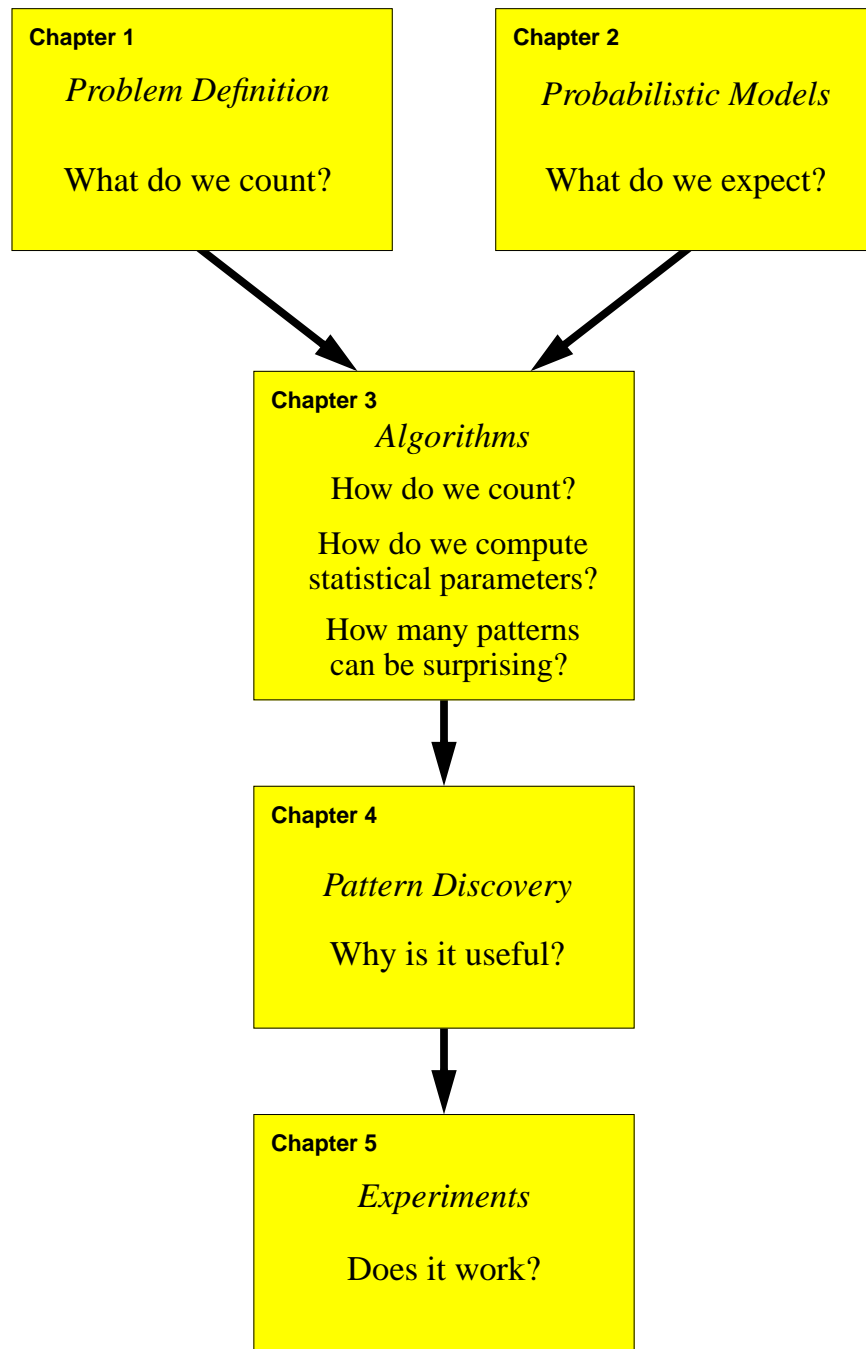 Chapter 1
Problem Definition
What do we count?
Chapter 2
Probabilistic Models
What do we expect?
Chapter 3
Algorithms
How do we count?
How do we compute
statistical parameters?
How many patterns
can be surprising?
Chapter 4
Pattern Discovery
Why is it useful?
Chapter 5
Experiments
Does it work?